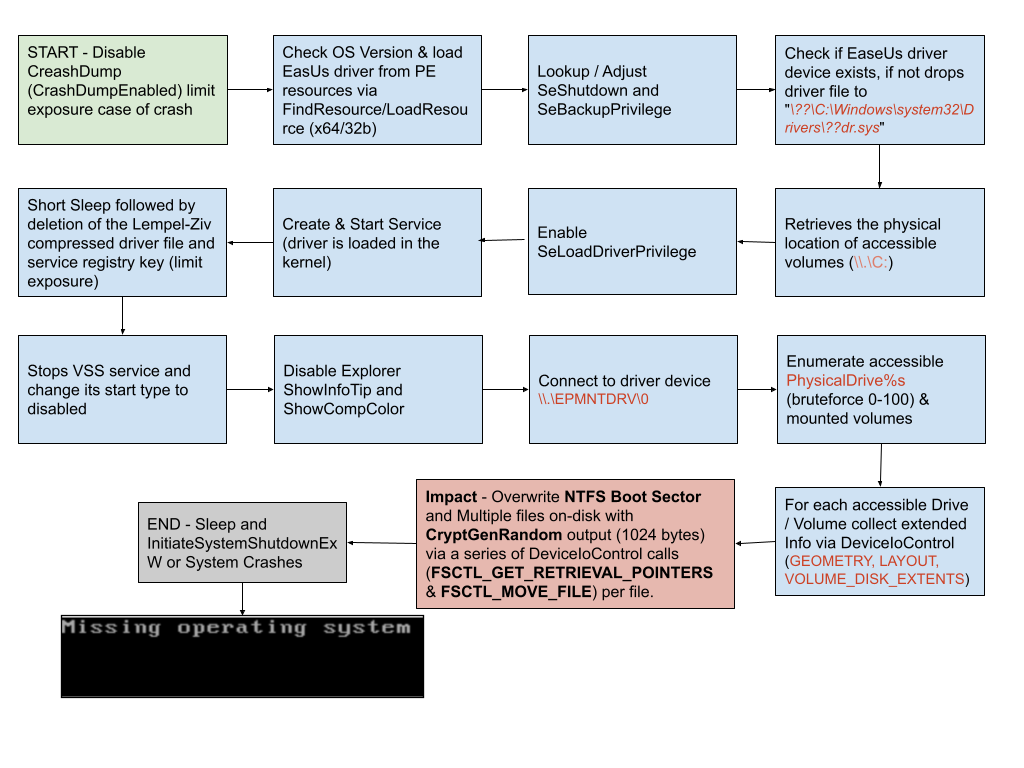 START - Disable
CreashDump
(CrashDumpEnabled) limit
exposure case of crash
Check OS Version & load
EasUs driver from PE
resources via
FindResource/LoadResou
rce (x64/32b)
Lookup / Adjust
SeShutdown and
SeBackupPrivilege
Check if EaseUs driver
device exists, if not drops
driver file to
"\??\C:\Windows\system32\D
rivers\??dr.sys"
Retrieves the physical
location of accessible
volumes (\\.\C:)
Enable
SeLoadDriverPrivilege
Create & Start Service
(driver is loaded in the
kernel)
Short Sleep followed by
deletion of the Lempel-Ziv
compressed driver file and
service registry key (limit
exposure)
Stops VSS service and
change its start type to
disabled
Disable Explorer
ShowInfoTip and
ShowCompColor
Connect to driver device
\\.\EPMNTDRV\0
Enumerate accessible
PhysicalDrive%s
(bruteforce 0-100) &
mounted volumes
For each accessible Drive
/ Volume collect extended
Info via DeviceIoControl
(GEOMETRY, LAYOUT,
VOLUME_DISK_EXTENTS)
Impact - Overwrite NTFS Boot Sector
and Multiple files on-disk with
CryptGenRandom output (1024 bytes)
via a series of DeviceIoControl calls
(FSCTL_GET_RETRIEVAL_POINTERS
& FSCTL_MOVE_FILE) per file.
END - Sleep and
InitiateSystemShutdownEx
W or System Crashes
Missing operating system